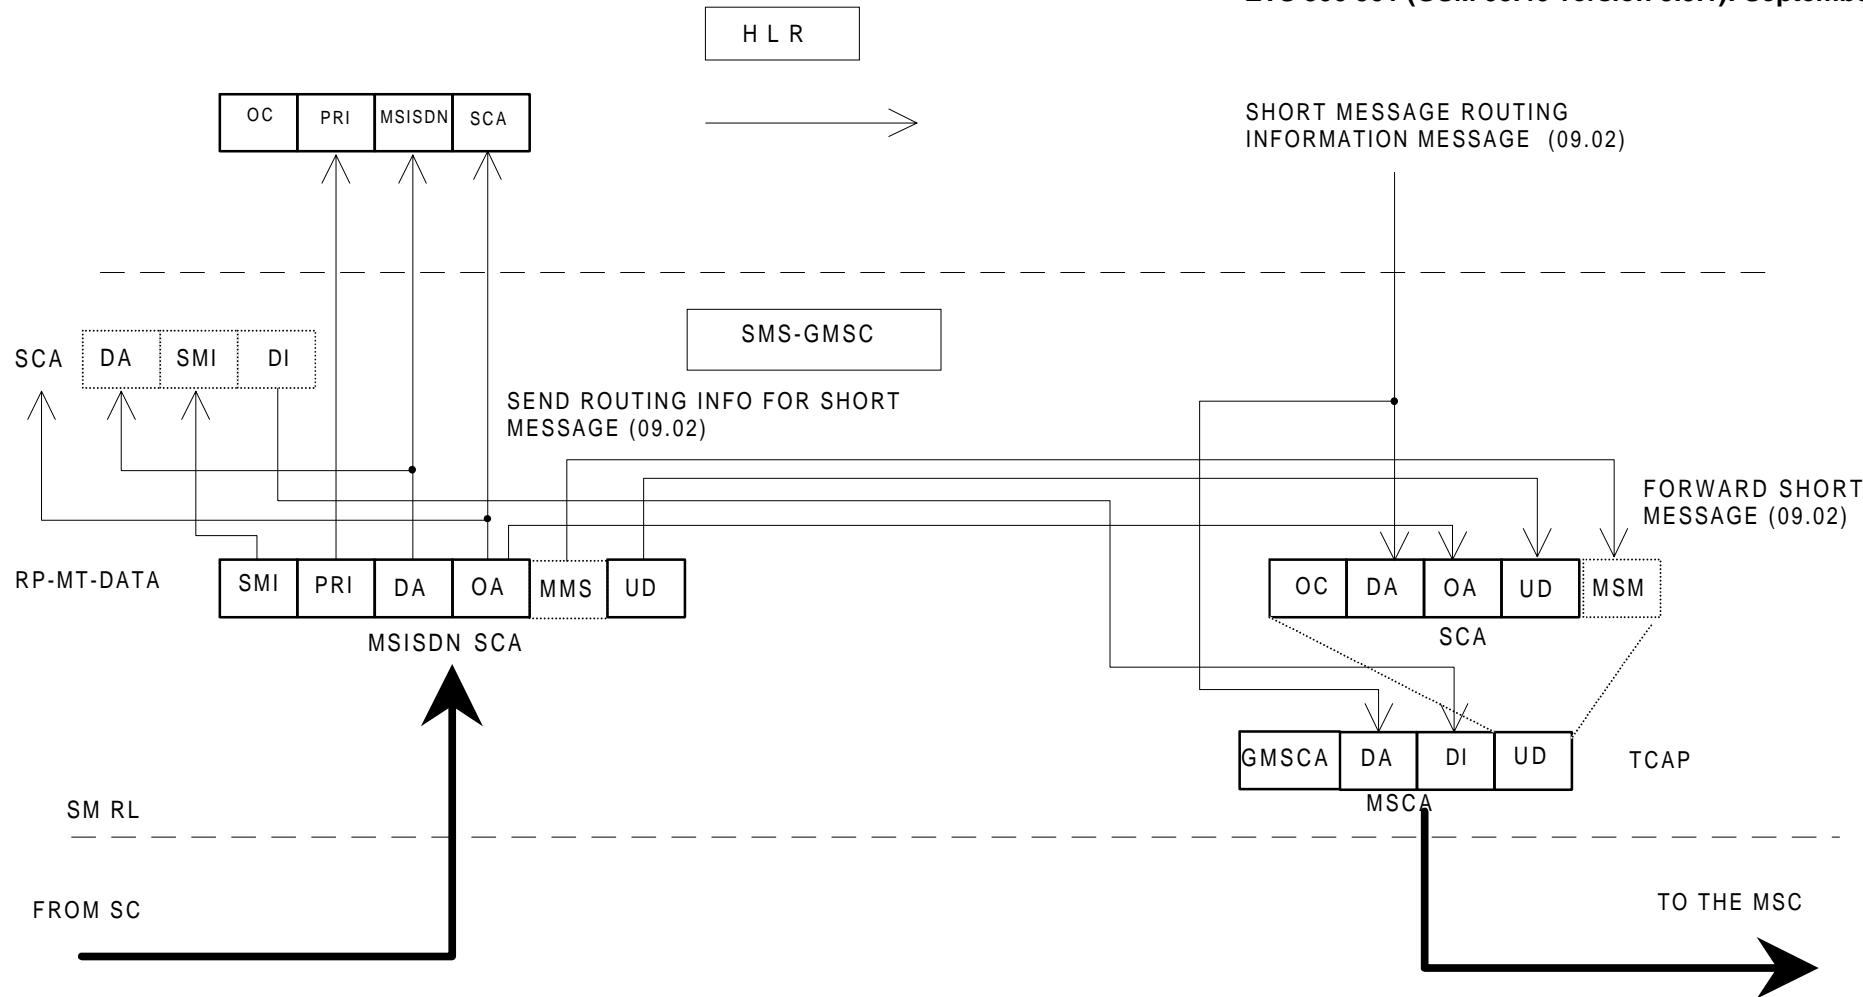 H L R
OC PRI MSISDN SCA
SHORT MESSAGE ROUTING
INFORMATION MESSAGE (09.02)
SMS-GMSC
SCA DA SMI DI
SEND ROUTING INFO FOR SHORT
MESSAGE (09.02)
FORWARD SHORT
MESSAGE (09.02)
RP-MT-DATA SMI PRI DA OA MMS UD
MSISDN SCA
OC DA OA UD MSM
SCA
GMSCA DA DI UD TCAP
MSCA
SM RL
FROM SC
TO THE MSC